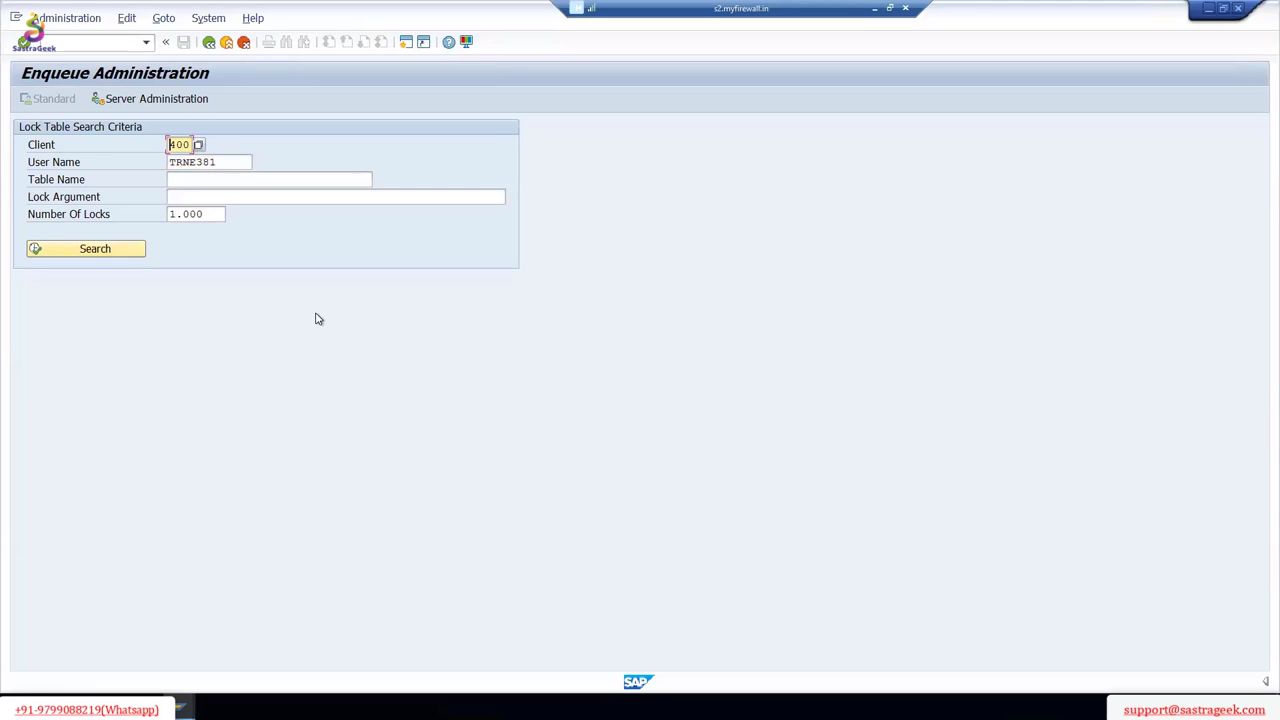 Administration Edit Goto System Help
s2.myfirewall.in
SastraGeek
Enqueue Administration
Standard Server Administration
Lock Table Search Criteria
Client 400
User Name TRNE381
Table Name
Lock Argument
Number Of Locks 1.000
Search
SAP
+91-9799088219(Whatsapp)
support@sastrageek.com